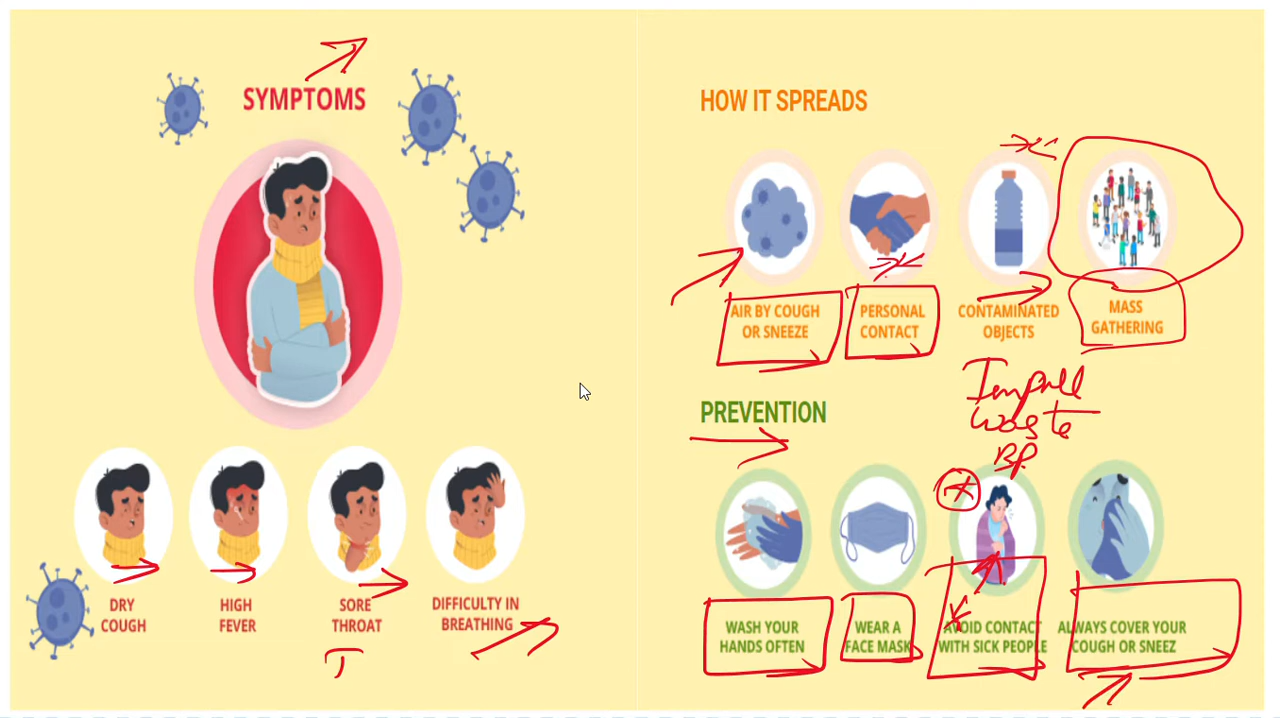 SYMPTOMS
DRY
COUGH
HIGH
FEVER
SORE
THROAT
DIFFICULTY IN
BREATHING
HOW IT SPREADS
AIR BY COUGH
OR SNEEZE
PERSONAL
CONTACT
CONTAMINATED
OBJECTS
MASS
GATHERING
waste
PREVENTION
WASH YOUR
HANDS OFTEN
WEAR A
FACE MASK
AVOID CONTACT
WITH SICK PEOPLE
ALWAYS COVER YOUR
COUGH OR SNEEZ